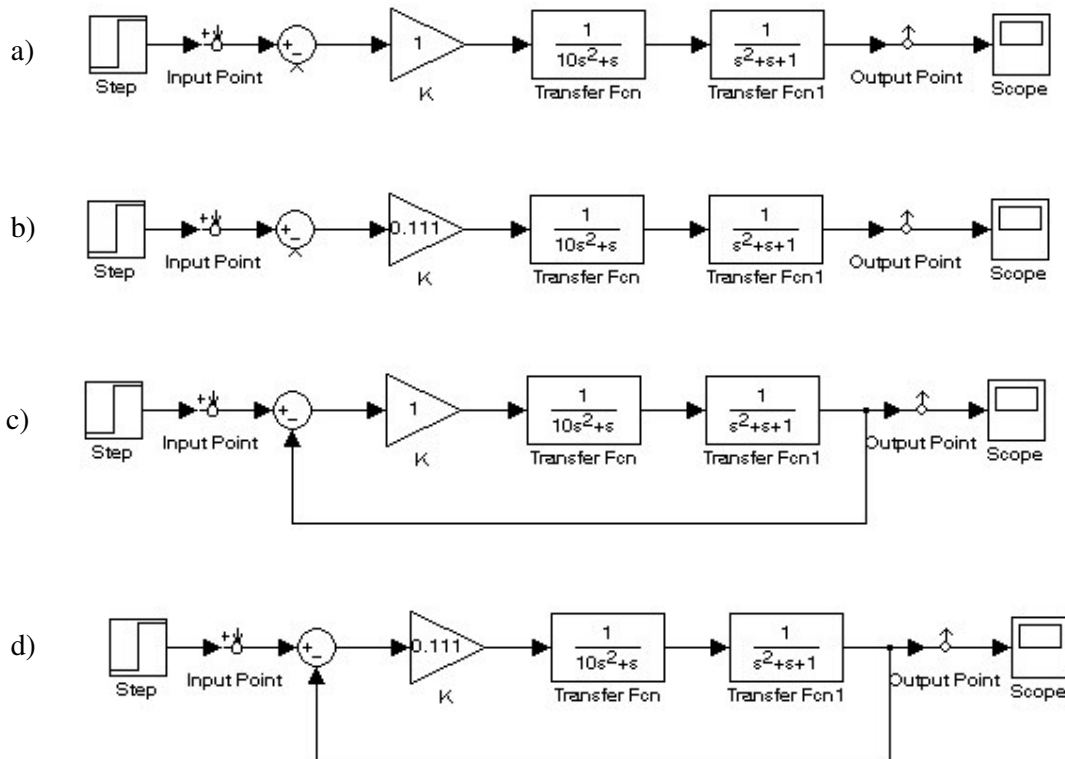 a)
+
Step
Input Point
+
−
1
K
1
10s²+s
Transfer Fcn
1
s²+s+1
Transfer Fcn1
Output Point
Scope
b)
+
Step
Input Point
+
−
0.111
K
1
10s²+s
Transfer Fcn
1
s²+s+1
Transfer Fcn1
Output Point
Scope
c)
+
Step
Input Point
+
−
1
K
1
10s²+s
Transfer Fcn
1
s²+s+1
Transfer Fcn1
Output Point
Scope
d)
+
Step
Input Point
+
−
0.111
K
1
10s²+s
Transfer Fcn
1
s²+s+1
Transfer Fcn1
Output Point
Scope